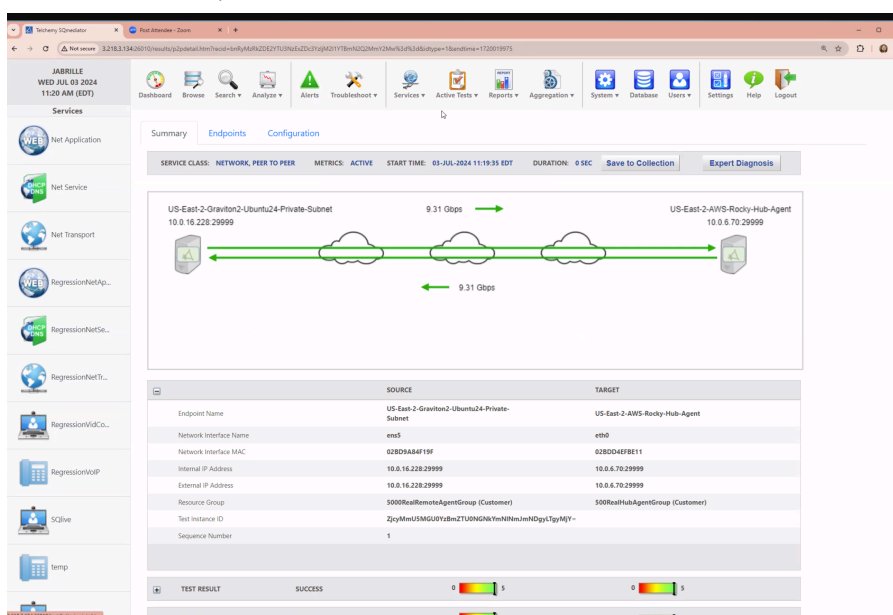 Telchemy SQmediator
Post Attendee - Zoom
Not secure
JABRILLE
WED JUL 03 2024
11:20 AM (EDT)
Dashboard Browse Search Analyze Alerts Troubleshoot Services Active Tests Reports Aggregation System Database Users Settings Help Logout
Services
Net Application
Net Service
Net Transport
RegressionNetAp...
RegressionNetSe...
RegressionNetTr...
RegressionVidCo...
RegressionVoIP
SQlive
temp
Summary Endpoints Configuration
SERVICE CLASS: NETWORK, PEER TO PEER METRICS: ACTIVE START TIME: 03-JUL-2024 11:19:35 EDT DURATION: 0 SEC Save to Collection Expert Diagnosis
US-East-2-Graviton2-Ubuntu24-Private-Subnet 9.31 Gbps US-East-2-AWS-Rocky-Hub-Agent
10.0.16.228:29999 10.0.6.70:29999
9.31 Gbps
SOURCE TARGET
Endpoint Name US-East-2-Graviton2-Ubuntu24-Private-Subnet US-East-2-AWS-Rocky-Hub-Agent
Network Interface Name ens5 eth0
Network Interface MAC 02BD9A84F19F 02BDD4EFBE11
Internal IP Address 10.0.16.228:29999 10.0.6.70:29999
External IP Address 10.0.16.228:29999 10.0.6.70:29999
Resource Group 5000RealRemoteAgentGroup (Customer) 500RealHubAgentGroup (Customer)
Test Instance ID
Sequence Number 1
TEST RESULT SUCCESS 0 5 0 5